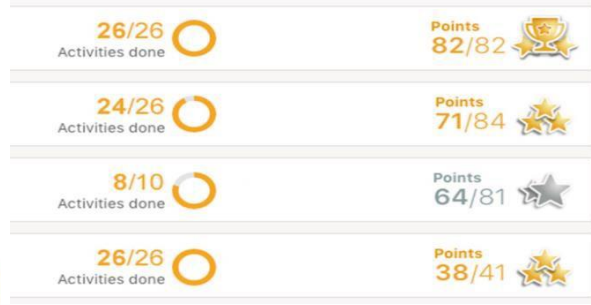 26/26
Activities done
Points
82/82
24/26
Activities done
Points
71/84
8/10
Activities done
Points
64/81
26/26
Activities done
Points
38/41